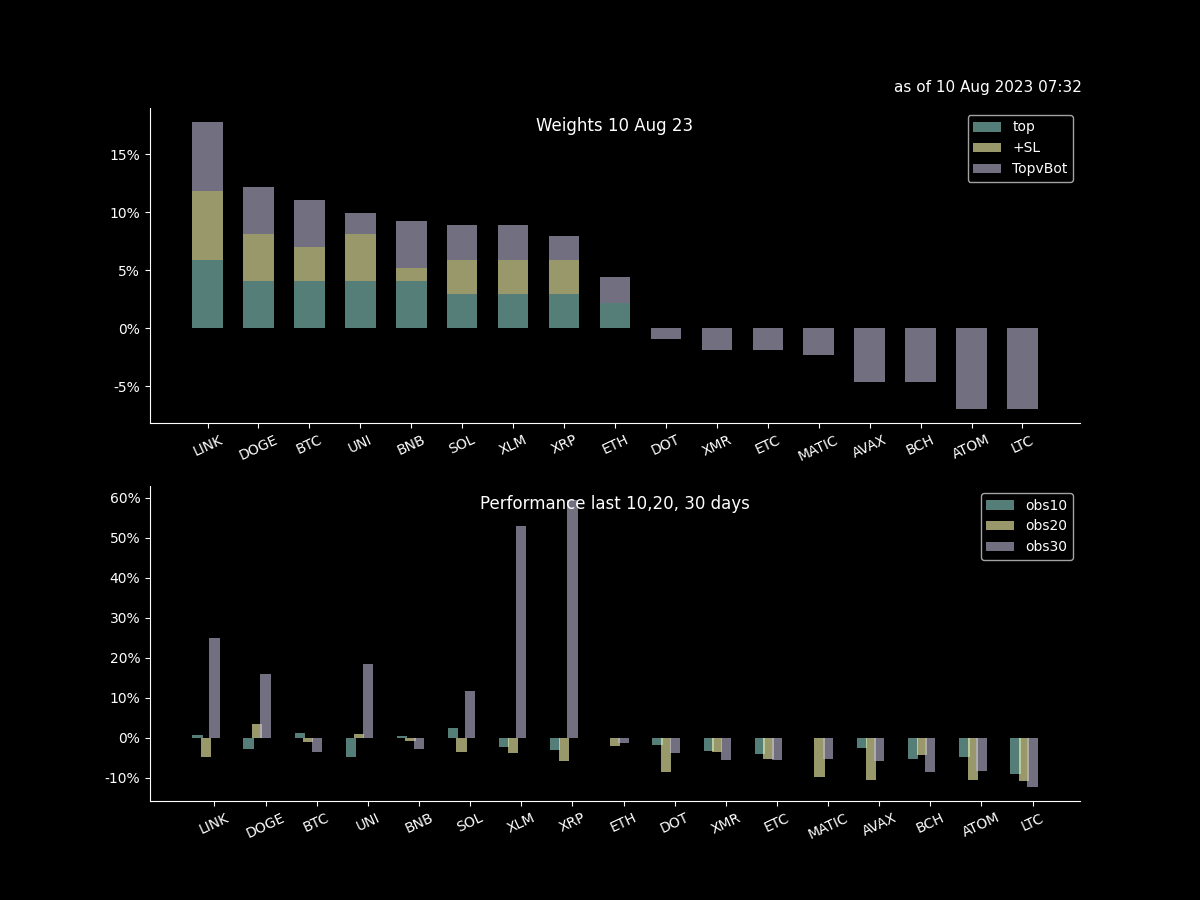 as of 10 Aug 2023 07:32
Weights 10 Aug 23
top
+SL
TopvBot
15%
10%
5%
0%
-5%
LINK DOGE BTC UNI BNB SOL XLM XRP ETH DOT XMR ETC MATIC AVAX BCH ATOM LTC
Performance last 10,20, 30 days
obs10
obs20
obs30
60%
50%
40%
30%
20%
10%
0%
-10%
LINK DOGE BTC UNI BNB SOL XLM XRP ETH DOT XMR ETC MATIC AVAX BCH ATOM LTC